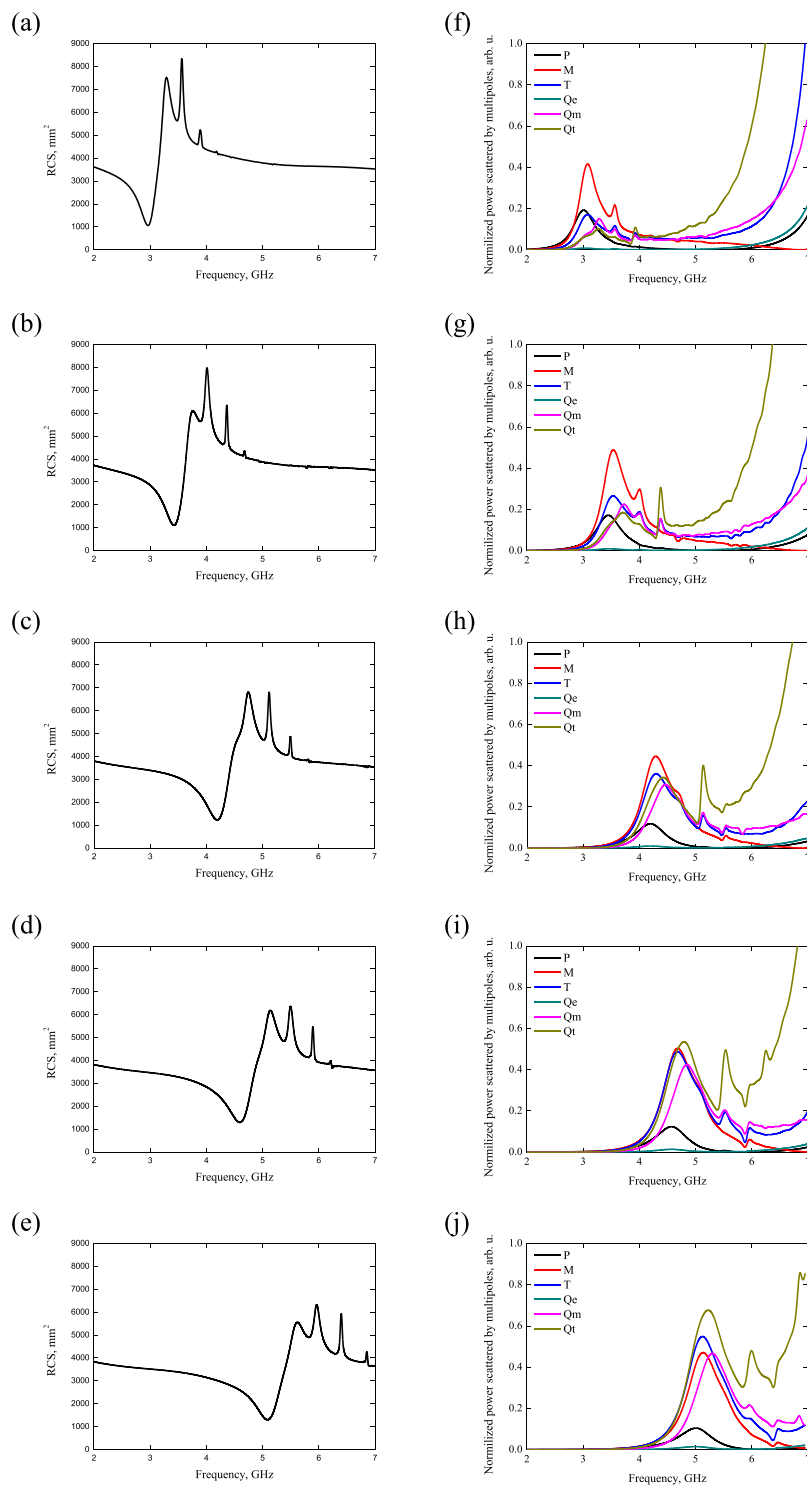 (a)
9000
8000
7000
6000
5000
4000
3000
2000
1000
0
RCS, mm²
2 3 4 5 6 7
Frequency, GHz
(f)
1.0
0.8
0.6
0.4
0.2
0.0
Normilized power scattered by multipoles, arb. u.
P
M
T
Qe
Qm
Qt
2 3 4 5 6 7
Frequency, GHz
(b)
9000
8000
7000
6000
5000
4000
3000
2000
1000
0
RCS, mm²
2 3 4 5 6 7
Frequency, GHz
(g)
1.0
0.8
0.6
0.4
0.2
0.0
Normilized power scattered by multipoles, arb. u.
P
M
T
Qe
Qm
Qt
2 3 4 5 6 7
Frequency, GHz
(c)
9000
8000
7000
6000
5000
4000
3000
2000
1000
0
RCS, mm²
2 3 4 5 6 7
Frequency, GHz
(h)
1.0
0.8
0.6
0.4
0.2
0.0
Normilized power scattered by multipoles, arb. u.
P
M
T
Qe
Qm
Qt
2 3 4 5 6 7
Frequency, GHz
(d)
9000
8000
7000
6000
5000
4000
3000
2000
1000
0
RCS, mm²
2 3 4 5 6 7
Frequency, GHz
(i)
1.0
0.8
0.6
0.4
0.2
0.0
Normilized power scattered by multipoles, arb. u.
P
M
T
Qe
Qm
Qt
2 3 4 5 6 7
Frequency, GHz
(e)
9000
8000
7000
6000
5000
4000
3000
2000
1000
0
RCS, mm²
2 3 4 5 6 7
Frequency, GHz
(j)
1.0
0.8
0.6
0.4
0.2
0.0
Normilized power scattered by multipoles, arb. u.
P
M
T
Qe
Qm
Qt
2 3 4 5 6 7
Frequency, GHz